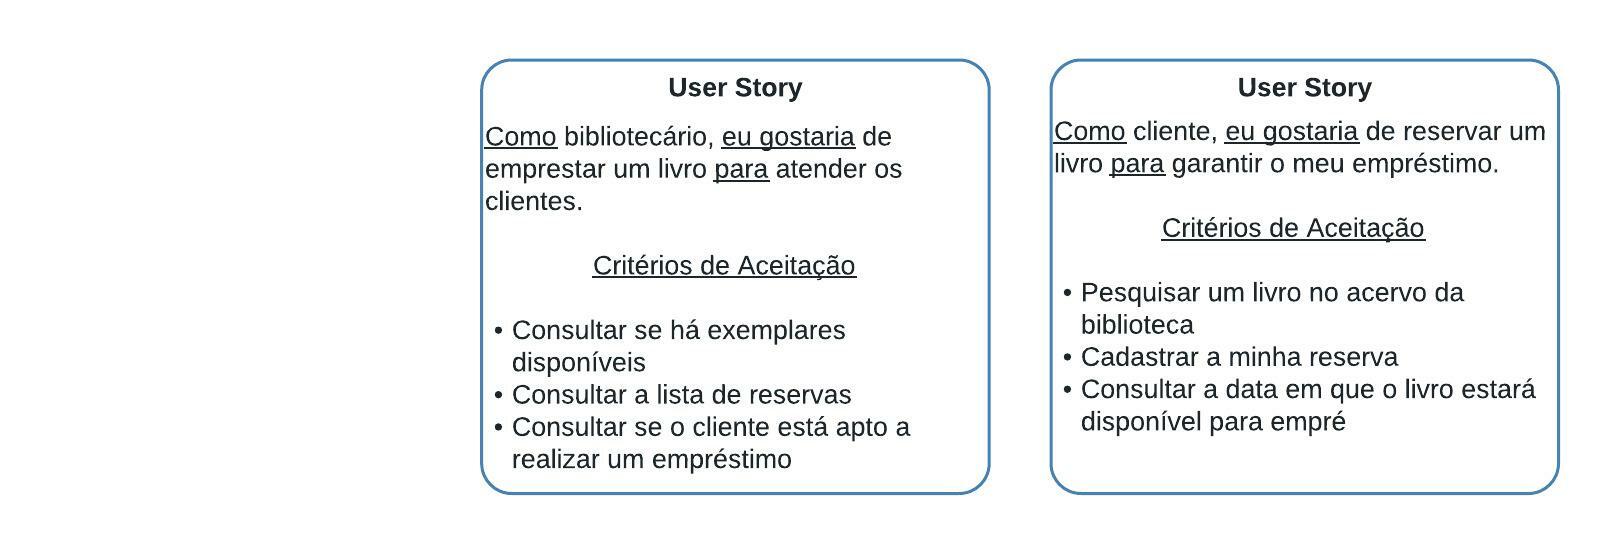 User Story
Como bibliotecário, eu gostaria de
emprestar um livro para atender os
clientes.
Critérios de Aceitação
• Consultar se há exemplares
disponíveis
• Consultar a lista de reservas
• Consultar se o cliente está apto a
realizar um empréstimo
User Story
Como cliente, eu gostaria de reservar um
livro para garantir o meu empréstimo.
Critérios de Aceitação
• Pesquisar um livro no acervo da
biblioteca
• Cadastrar a minha reserva
• Consultar a data em que o livro estará
disponível para empré